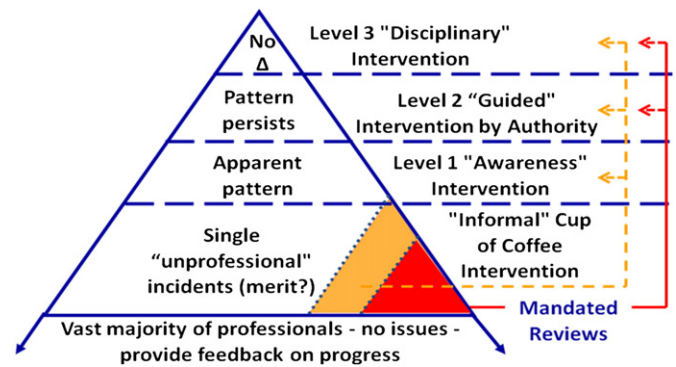 No
Δ
Level 3 "Disciplinary"
Intervention
Pattern
persists
Level 2 “Guided"
Intervention by Authority
Apparent
pattern
Level 1 "Awareness"
Intervention
Single
“unprofessional"
incidents (merit?)
"Informal" Cup
of Coffee
Intervention
Mandated
Reviews
Vast majority of professionals - no issues -
provide feedback on progress